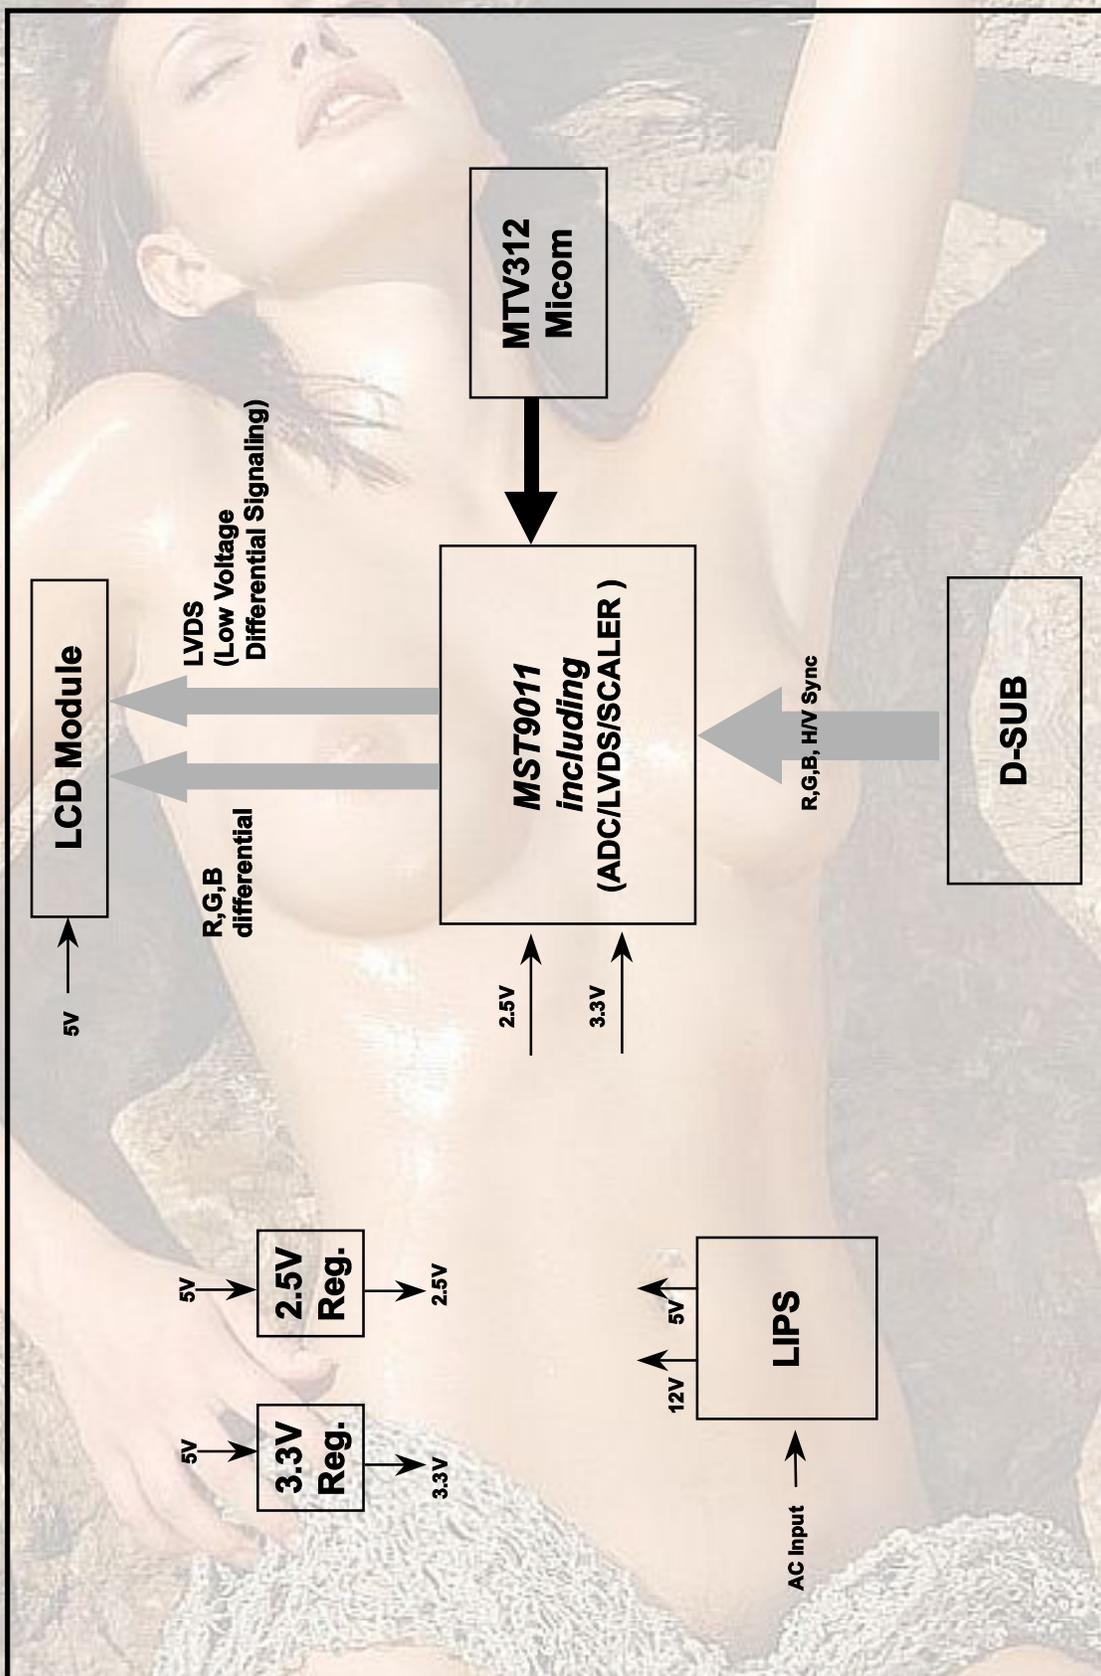 MTV312
Micom
LVDS
(Low Voltage
Differential Signaling)
LCD Module
R,G,B
differential
MST9011
including
(ADC/LVDS/SCALER )
R,G,B, H/V Sync
D-SUB
5V
2.5V
3.3V
5V
2.5V
Reg.
2.5V
5V
3.3V
Reg.
3.3V
5V
12V
LIPS
AC Input